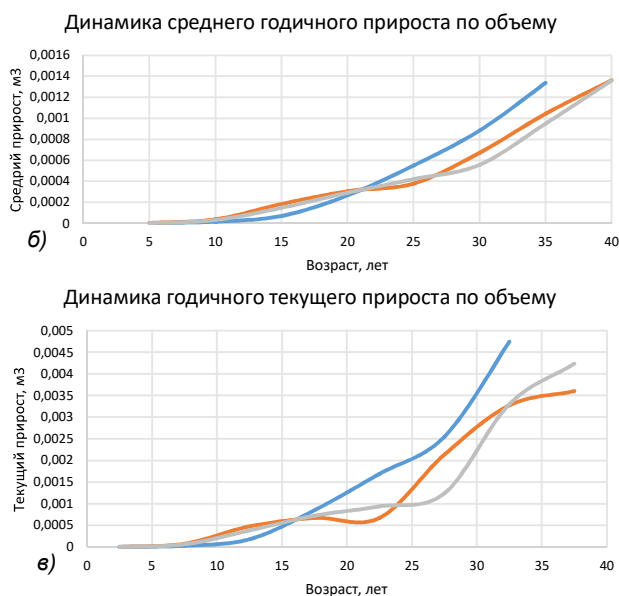 Динамика среднего годичного прироста по объему
0,0016
0,0014
0,0012
0,001
0,0008
0,0006
0,0004
0,0002
0
Средрий прирост, м3
0 5 10 15 20 25 30 35 40
б)
Возраст, лет
Динамика годичного текущего прироста по объему
0,005
0,0045
0,004
0,0035
0,003
0,0025
0,002
0,0015
0,001
0,0005
0
Текущий прирост, м3
0 5 10 15 20 25 30 35 40
в)
Возраст, лет